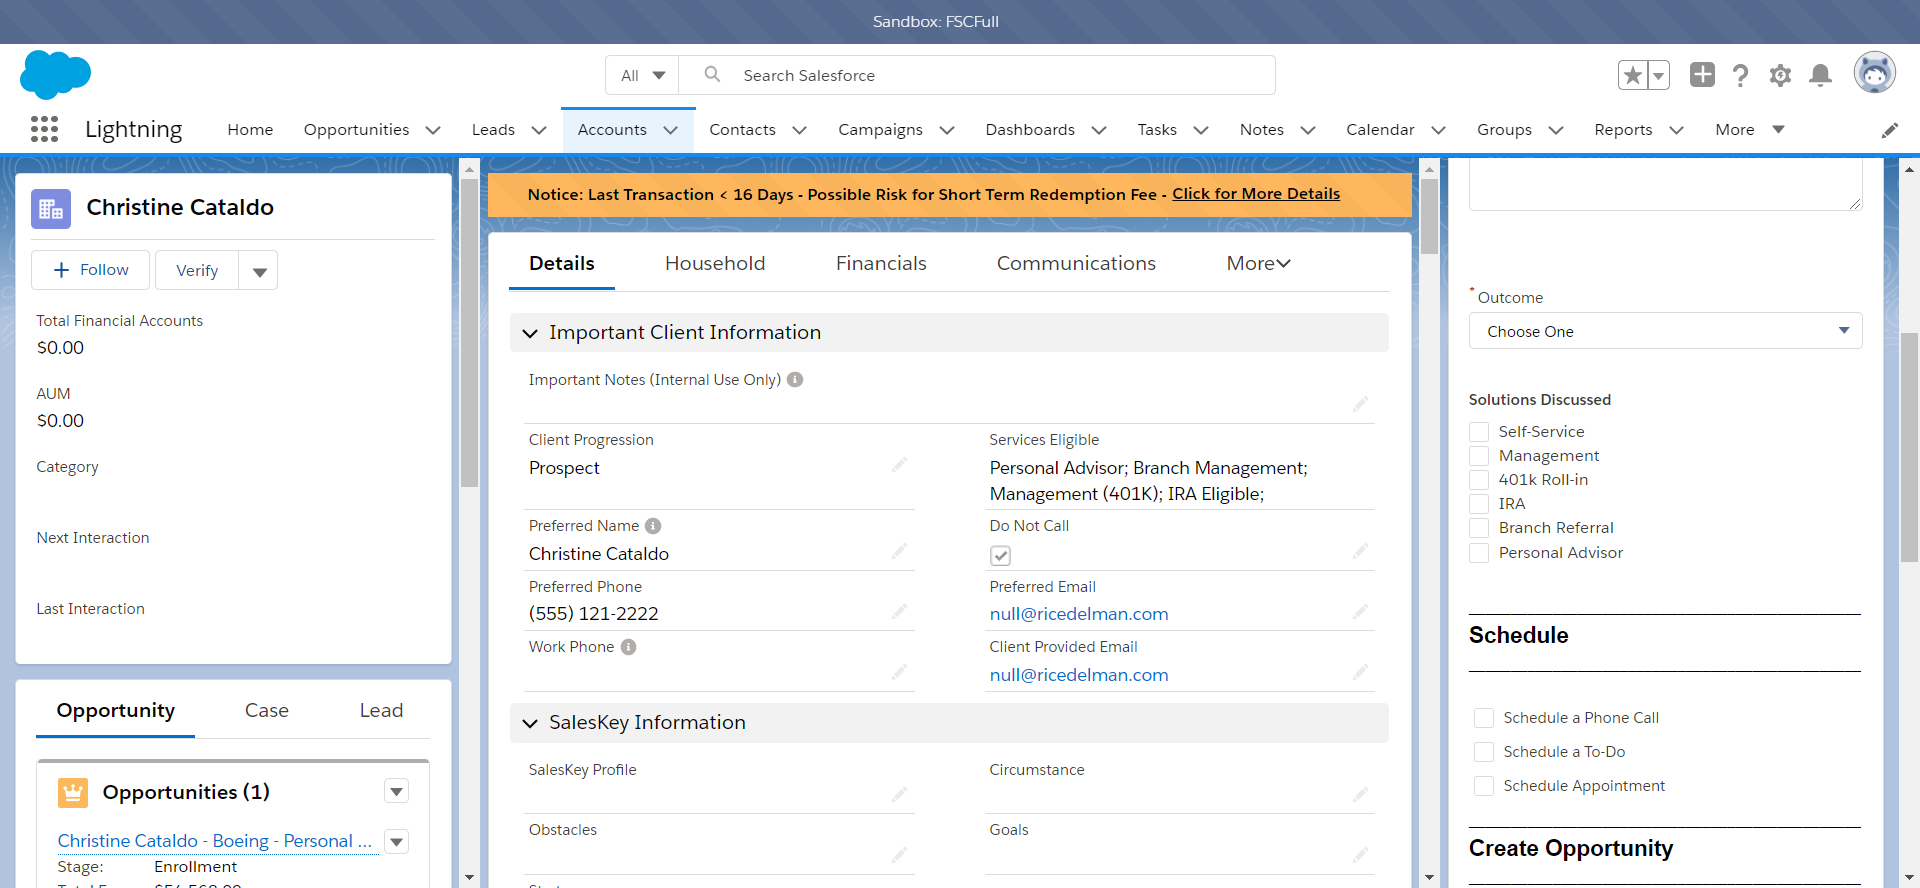 Sandbox: FSCFull
All
Search Salesforce
Lightning
Home
Opportunities
Leads
Accounts
Contacts
Campaigns
Dashboards
Tasks
Notes
Calendar
Groups
Reports
More
Christine Cataldo
Follow
Verify
Total Financial Accounts
$0.00
AUM
$0.00
Category
Next Interaction
Last Interaction
Opportunity
Case
Lead
Opportunities (1)
Christine Cataldo - Boeing - Personal ...
Stage: Enrollment
Notice: Last Transaction < 16 Days - Possible Risk for Short Term Redemption Fee - Click for More Details
Details
Household
Financials
Communications
More
Important Client Information
Important Notes (Internal Use Only)
Client Progression
Prospect
Services Eligible
Personal Advisor; Branch Management;
Management (401K); IRA Eligible;
Preferred Name
Christine Cataldo
Do Not Call
Preferred Phone
(555) 121-2222
Preferred Email
null@ricedelman.com
Work Phone
Client Provided Email
null@ricedelman.com
SalesKey Information
SalesKey Profile
Circumstance
Obstacles
Goals
* Outcome
Choose One
Solutions Discussed
Self-Service
Management
401k Roll-in
IRA
Branch Referral
Personal Advisor
Schedule
Schedule a Phone Call
Schedule a To-Do
Schedule Appointment
Create Opportunity